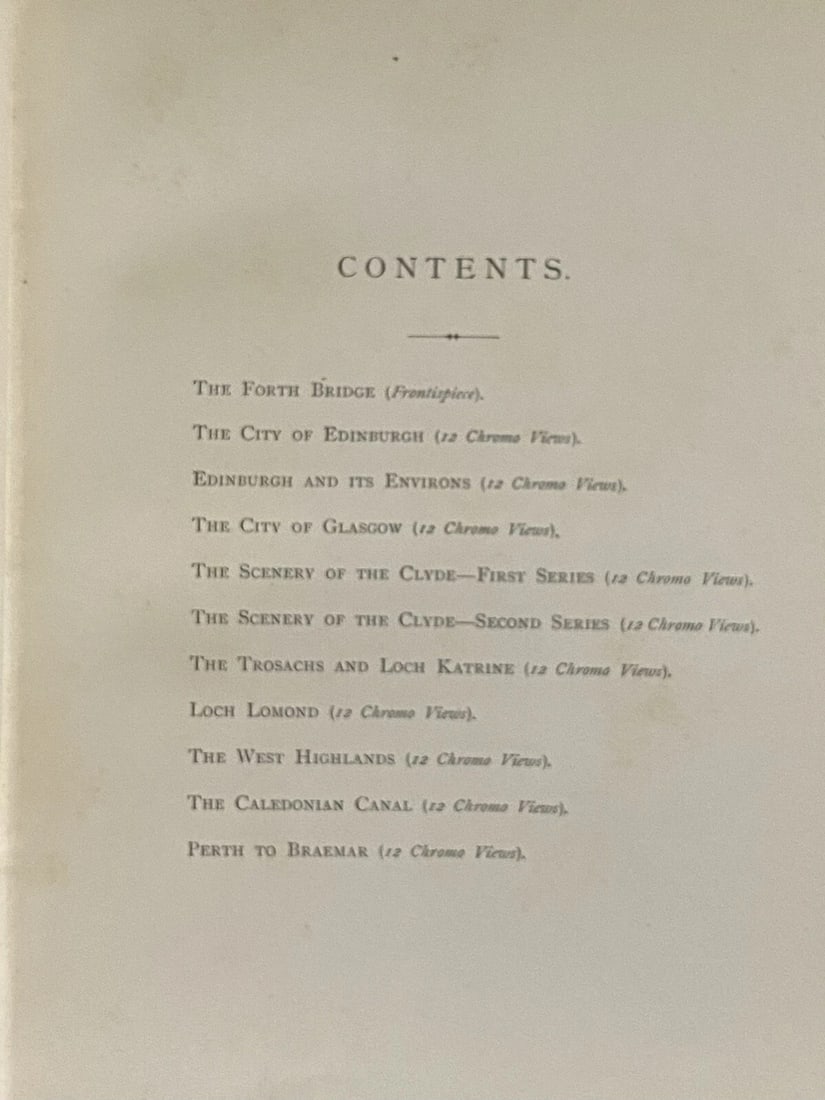 CONTENTS.
THE FORTH BRIDGE (Frontispiece).
THE CITY OF EDINBURGH (12 Chromo Views).
EDINBURGH AND ITS ENVIRONS (12 Chromo Views).
THE CITY OF GLASGOW (12 Chromo Views).
THE SCENERY OF THE CLYDE—FIRST SERIES (12 Chromo Views).
THE SCENERY OF THE CLYDE—SECOND SERIES (12 Chromo Views).
THE TROSACHS AND LOCH KATRINE (12 Chromo Views).
LOCH LOMOND (12 Chromo Views).
THE WEST HIGHLANDS (12 Chromo Views).
THE CALEDONIAN CANAL (12 Chromo Views).
PERTH TO BRAEMAR (12 Chromo Views).